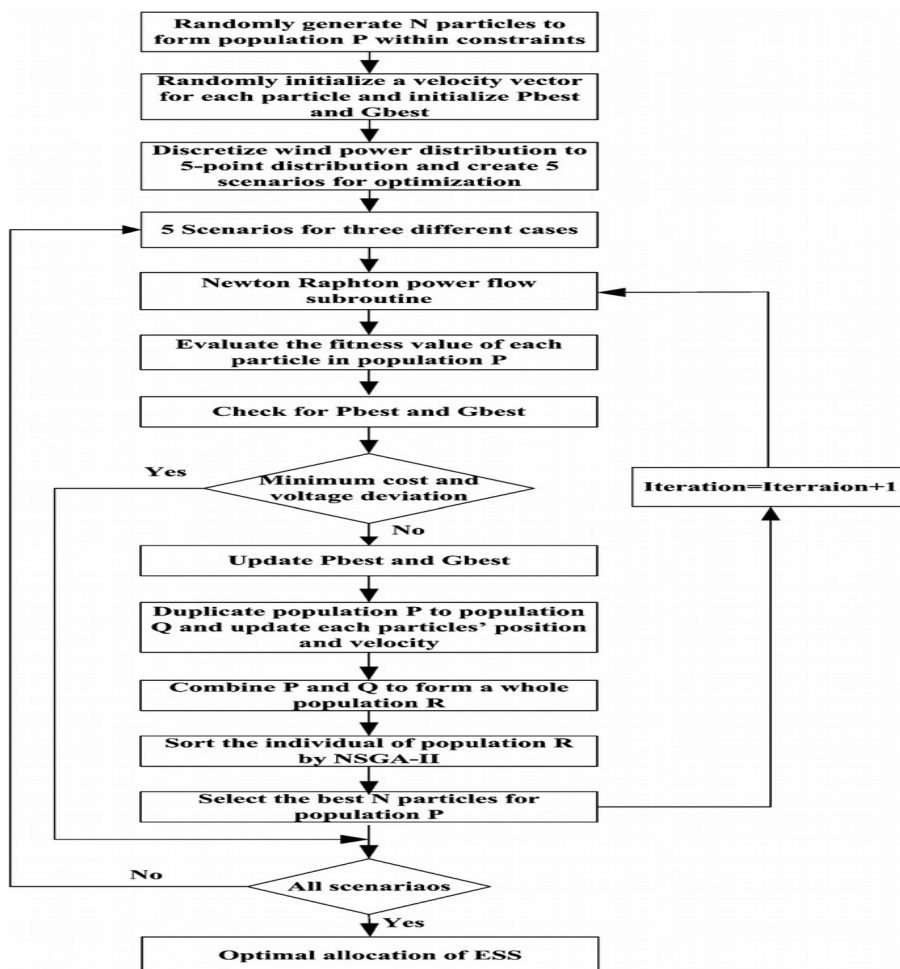 Randomly generate N particles to
form population P within constraints
Randomly initialize a velocity vector
for each particle and initialize Pbest
and Gbest
Discretize wind power distribution to
5-point distribution and create 5
scenarios for optimization
5 Scenarios for three different cases
Newton Raphton power flow
subroutine
Evaluate the fitness value of each
particle in population P
Check for Pbest and Gbest
Yes
Minimum cost and
voltage deviation
Iteration=Iterraion+1
No
Update Pbest and Gbest
Duplicate population P to population
Q and update each particles’ position
and velocity
Combine P and Q to form a whole
population R
Sort the individual of population R
by NSGA-II
Select the best N particles for
population P
No
All scenariaos
Yes
Optimal allocation of ESS